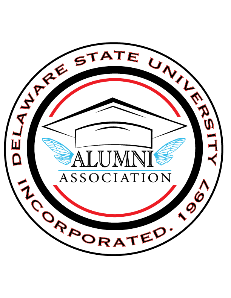 DELAWARE STATE UNIVERSITY
ALUMNI
ASSOCIATION
INCORPORATED. 1967